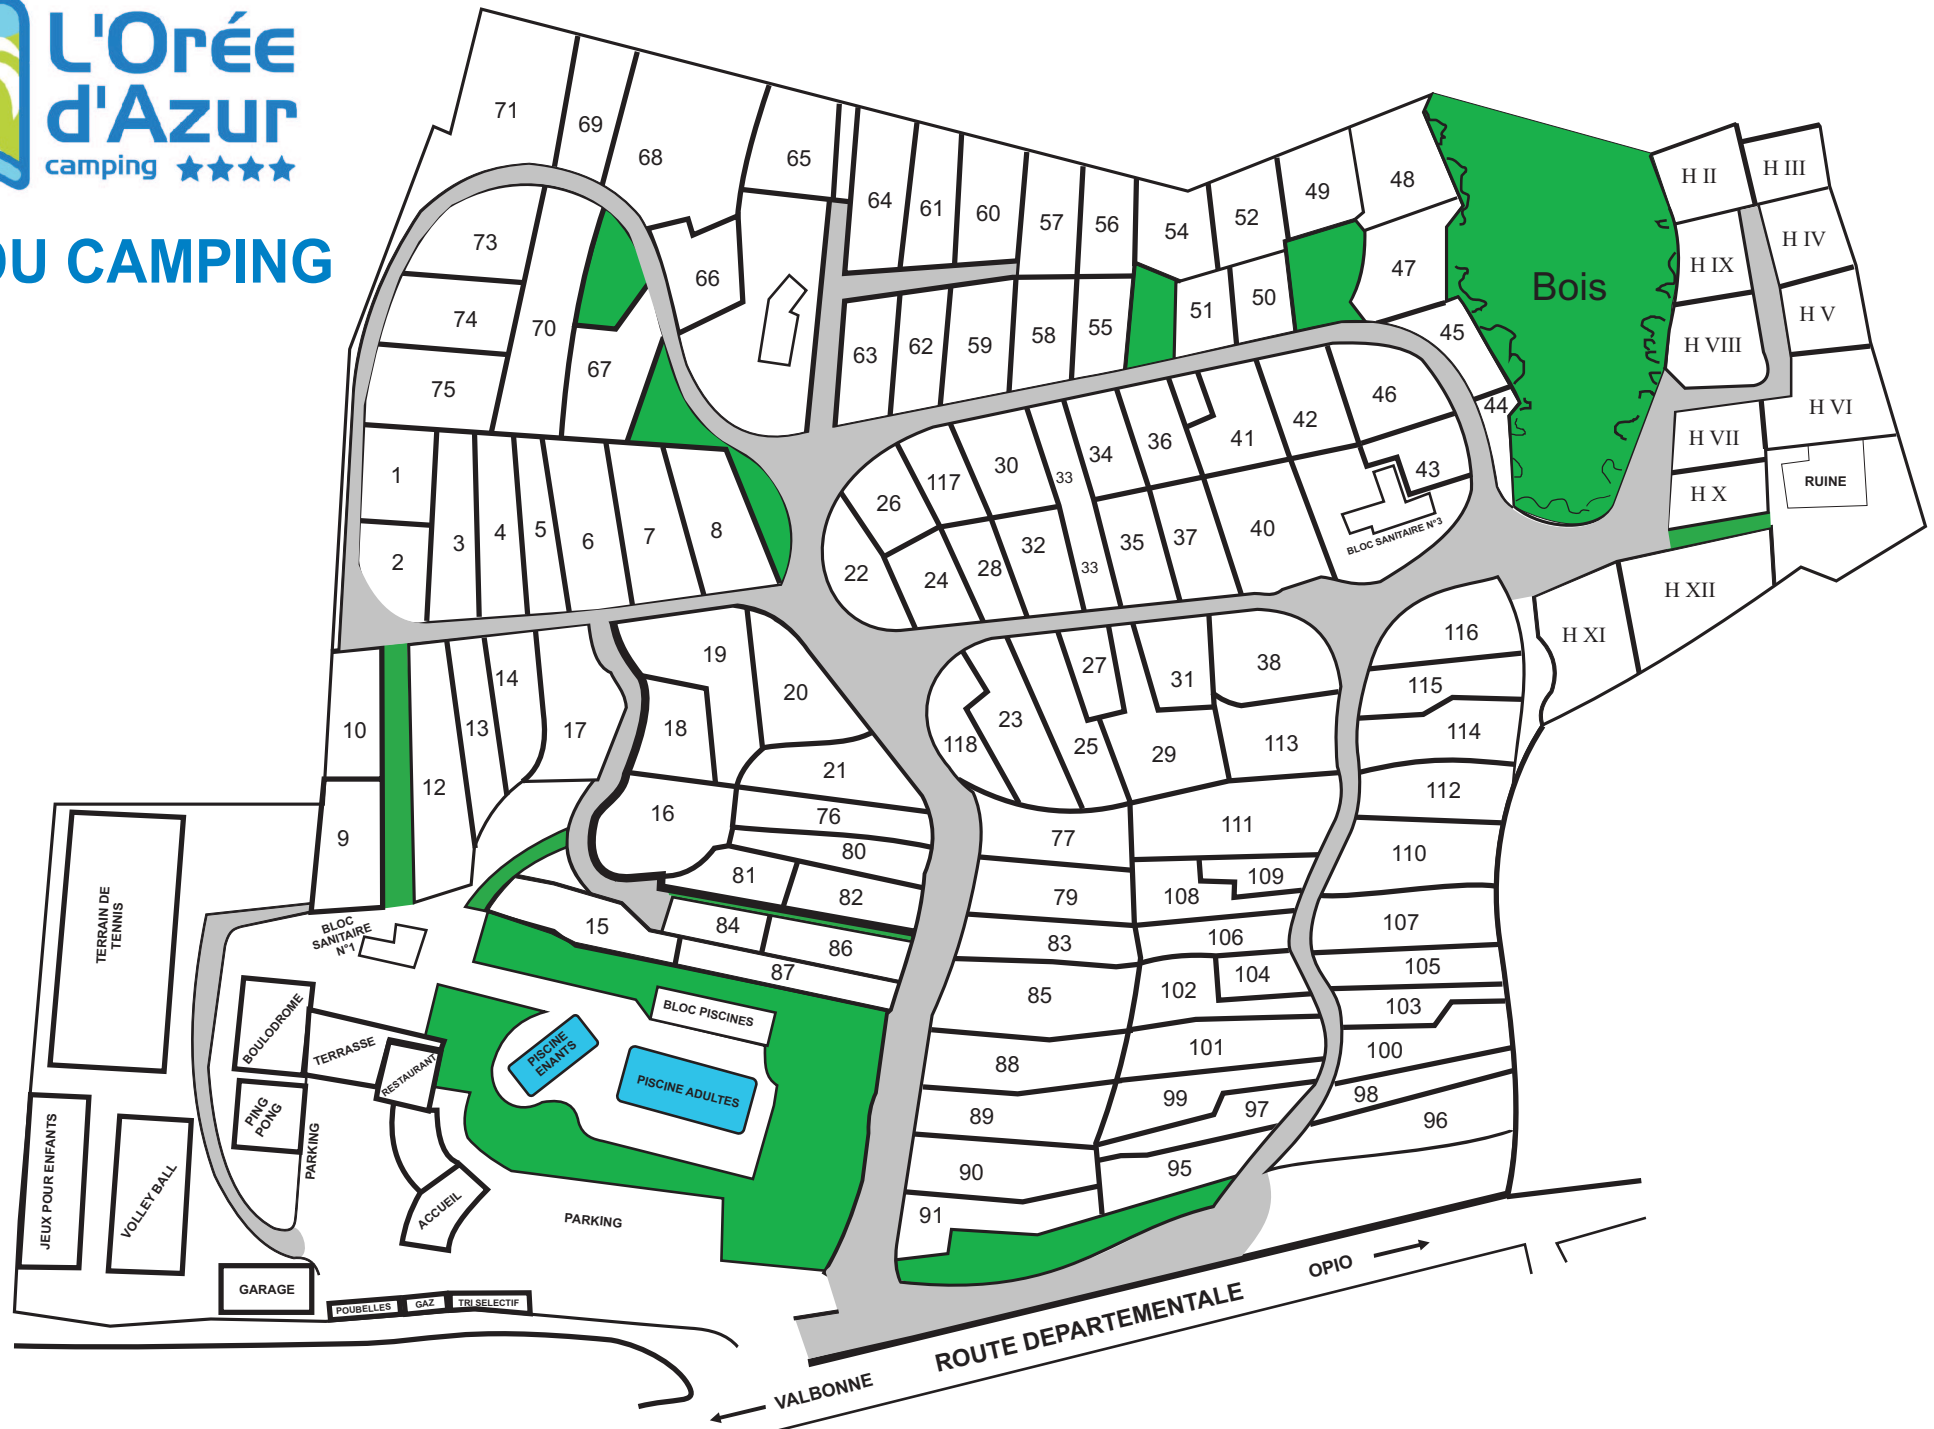 L'Orée
d'Azur
camping
DU CAMPING
71
69
68
65
64
61
60
57
56
54
52
49
48
H II
H III
73
66
51
50
47
Bois
H IX
H IV
74
70
67
63
62
59
58
55
45
H VIII
H V
75
46
44
H VI
1
3
4
5
6
7
8
2
26
117
30
33
34
36
41
42
43
H VII
H X
RUINE
22
24
28
32
33
35
37
40
BLOC SANITAIRE N°3
H XI
H XII
10
12
13
14
17
19
18
20
21
118
23
25
27
31
29
38
113
116
115
114
112
9
16
76
80
81
82
77
111
110
79
108
109
107
15
84
86
87
83
106
105
85
102
104
103
88
101
100
89
99
97
98
96
90
95
91
TERRAIN DE
TENNIS
BLOC
SANITAIRE
N°1
BOULODROME
TERRASSE
RESTAURANT
BLOC PISCINES
PISCINE
ENANTS
PISCINE ADULTES
PING
PONG
PARKING
JEUX POUR ENFANTS
VOLLEY BALL
ACCUEIL
PARKING
GARAGE
POUBELLES
GAZ
TRI SELECTIF
OPIO
ROUTE DEPARTEMENTALE
VALBONNE